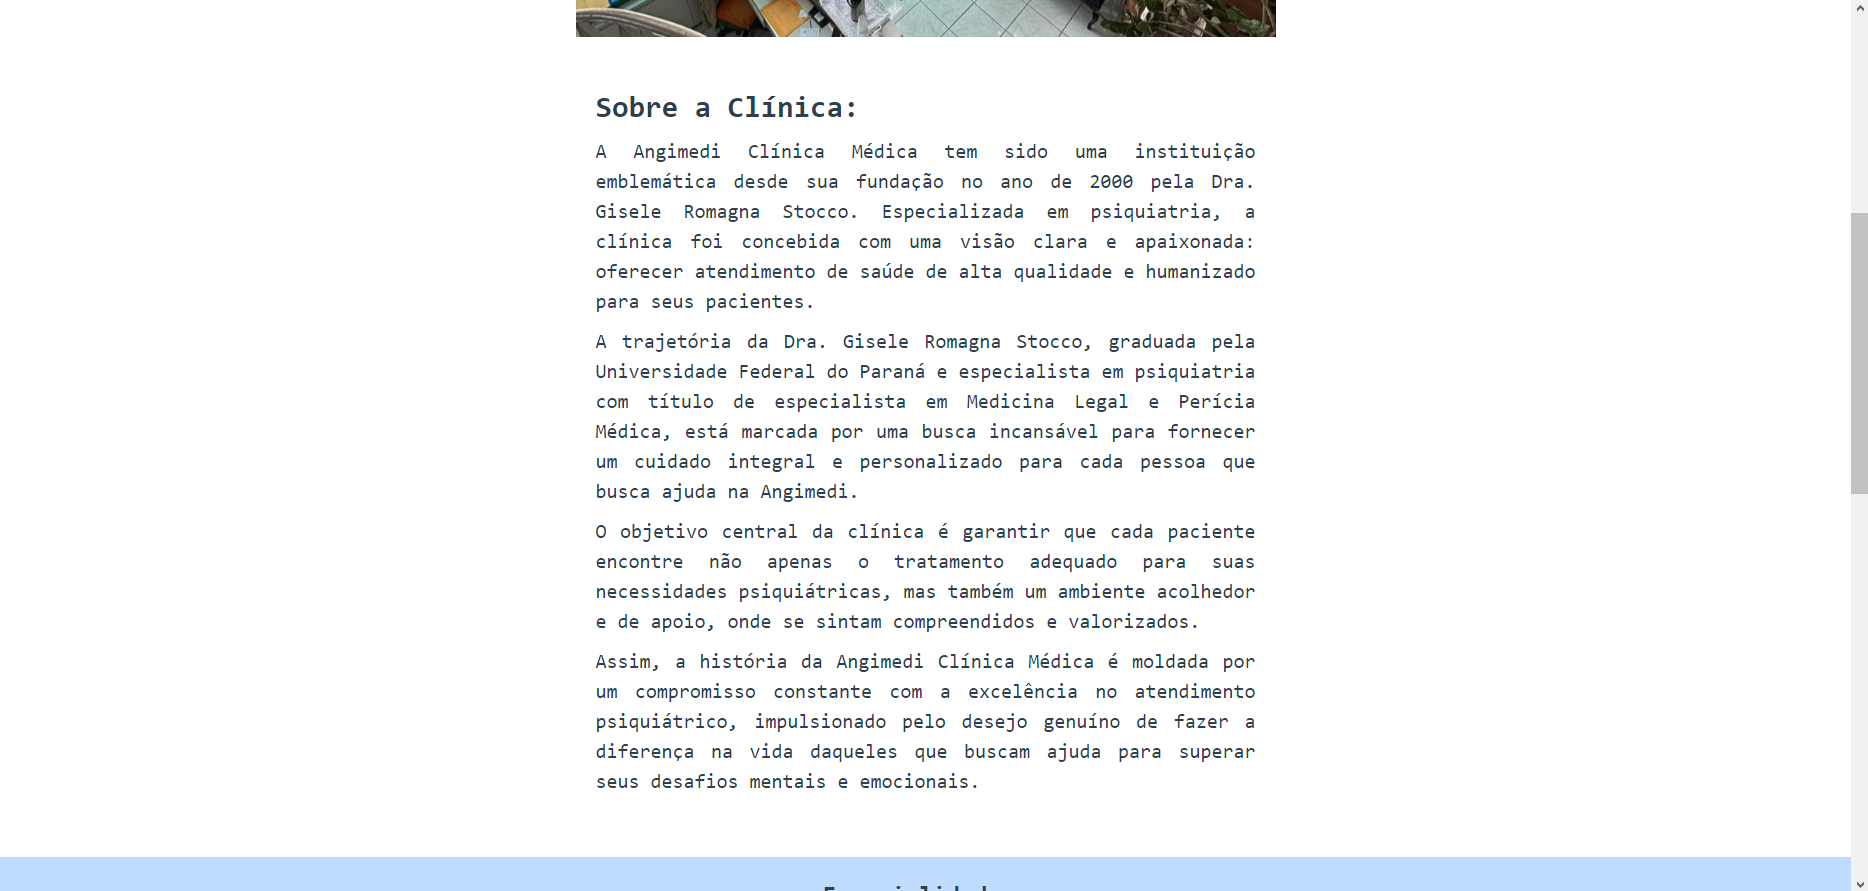 Sobre a Clínica:
A Angimedi Clínica Médica tem sido uma instituição
emblemática desde sua fundação no ano de 2000 pela Dra.
Gisele Romagna Stocco. Especializada em psiquiatria, a
clínica foi concebida com uma visão clara e apaixonada:
oferecer atendimento de saúde de alta qualidade e humanizado
para seus pacientes.
A trajetória da Dra. Gisele Romagna Stocco, graduada pela
Universidade Federal do Paraná e especialista em psiquiatria
com título de especialista em Medicina Legal e Perícia
Médica, está marcada por uma busca incansável para fornecer
um cuidado integral e personalizado para cada pessoa que
busca ajuda na Angimedi.
O objetivo central da clínica é garantir que cada paciente
encontre não apenas o tratamento adequado para suas
necessidades psiquiátricas, mas também um ambiente acolhedor
e de apoio, onde se sintam compreendidos e valorizados.
Assim, a história da Angimedi Clínica Médica é moldada por
um compromisso constante com a excelência no atendimento
psiquiátrico, impulsionado pelo desejo genuíno de fazer a
diferença na vida daqueles que buscam ajuda para superar
seus desafios mentais e emocionais.